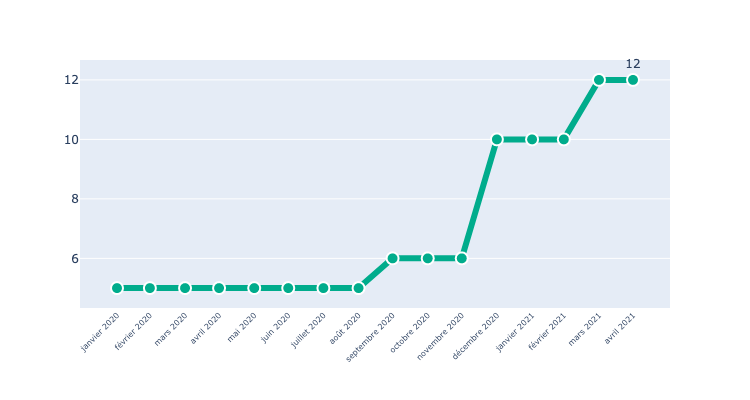 12
12
10
8
6
janvier 2020
février 2020
mars 2020
avril 2020
mai 2020
juin 2020
juillet 2020
août 2020
septembre 2020
octobre 2020
novembre 2020
décembre 2020
janvier 2021
février 2021
mars 2021
avril 2021